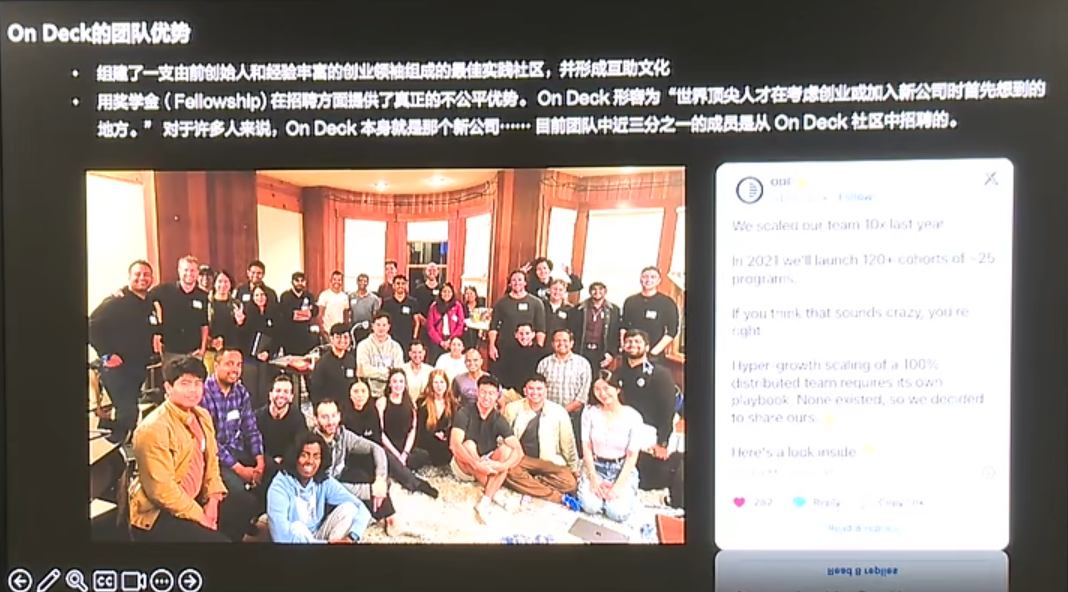 On Deck的团队优势
• 组建了一支由前创始人和经验丰富的创业领袖组成的最佳实践社区，并形成互助文化
• 用奖学金（Fellowship）在招聘方面提供了真正的不公平优势。On Deck 形容为“世界顶尖人才在考虑创业或加入新公司时首先想到的
地方。” 对于许多人来说，On Deck 本身就是那个新公司…… 目前团队中近三分之一的成员是从 On Deck 社区中招聘的。
Follow
We scaled our team 10x last year.
In 2021 we'll launch 120+ cohorts of ~25
programs.
If you think that sounds crazy, you're
right.
Hyper-growth scaling of a 100%
distributed team requires its own
playbook. None existed, so we decided
to share ours.
Here's a look inside
262 Reply Copy link
Read 8 replies
Read 8 replies
CC